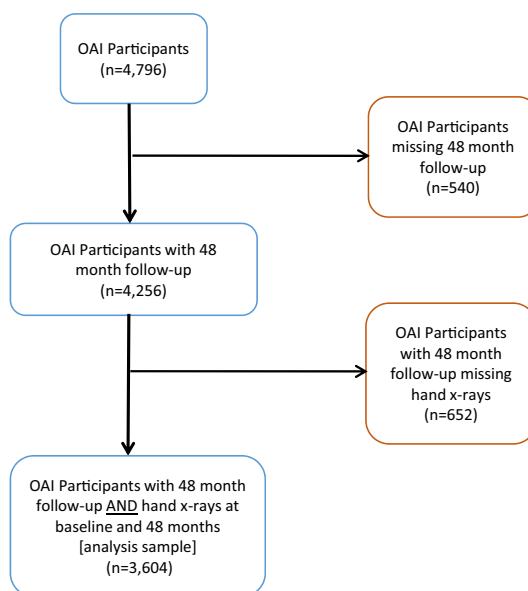 OAI Participants
(n=4,796)
OAI Participants
missing 48 month
follow-up
(n=540)
OAI Participants with 48
month follow-up
(n=4,256)
OAI Participants
with 48 month
follow-up missing
hand x-rays
(n=652)
OAI Participants with 48 month
follow-up AND hand x-rays at
baseline and 48 months
[analysis sample]
(n=3,604)